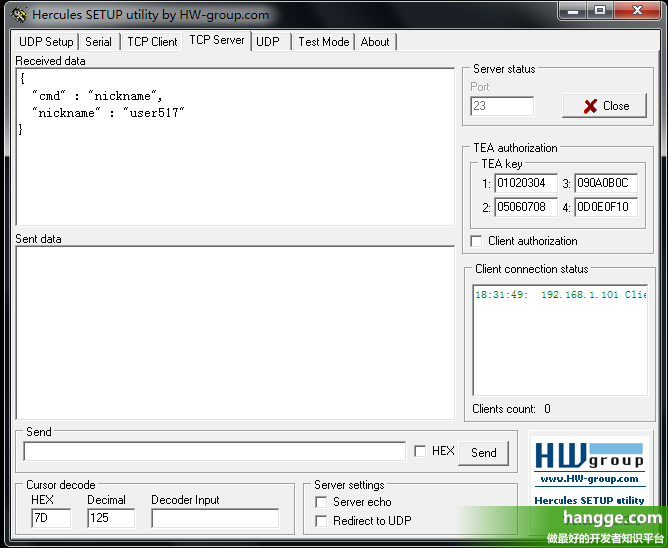 Hercules SETUP utility by HW-group.com
UDP Setup Serial TCP Client TCP Server UDP Test Mode About
Received data
{
"cmd" : "nickname",
"nickname" : "user517"
}
Sent data
Server status
Port
23
Close
TEA authorization
TEA key
1: 01020304 3: 090A0B0C
2: 05060708 4: 0D0E0F10
Client authorization
Client connection status
18:31:49: 192.168.1.101 Clie
Clients count: 0
Send
HEX Send
Cursor decode
HEX Decimal Decoder Input
7D 125
Server settings
Server echo
Redirect to UDP
HW group
www.HW-group.com
Hercules SETUP utility
hangge.com
做最好的开发者知识平台